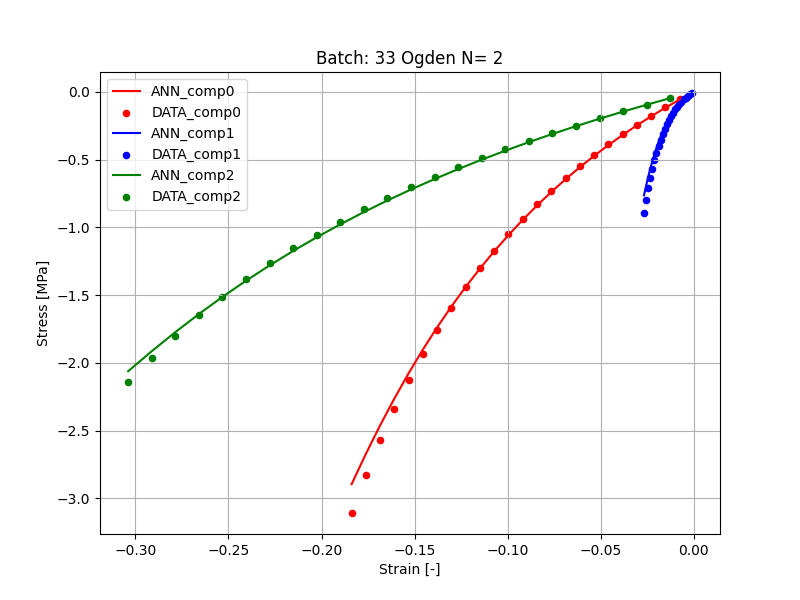 Batch: 33 Ogden N= 2
ANN_comp0
DATA_comp0
ANN_comp1
DATA_comp1
ANN_comp2
DATA_comp2
0.0
−0.5
−1.0
−1.5
−2.0
−2.5
−3.0
Stress [MPa]
−0.30
−0.25
−0.20
−0.15
−0.10
−0.05
0.00
Strain [-]